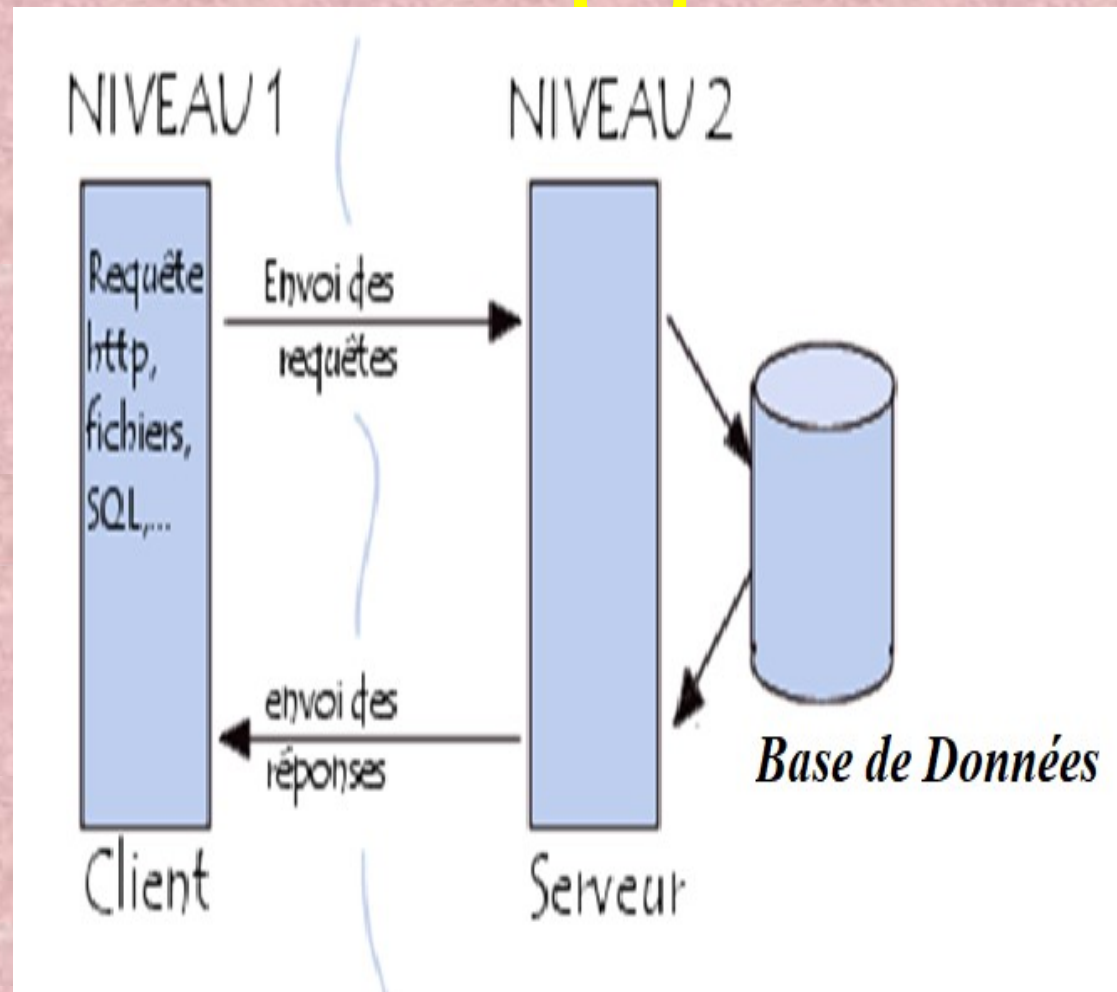 NIVEAU 1
NIVEAU 2
Requête
http,
fichiers,
SQL,...
Envoi des
requêtes
envoi des
réponses
Base de Données
Client
Serveur